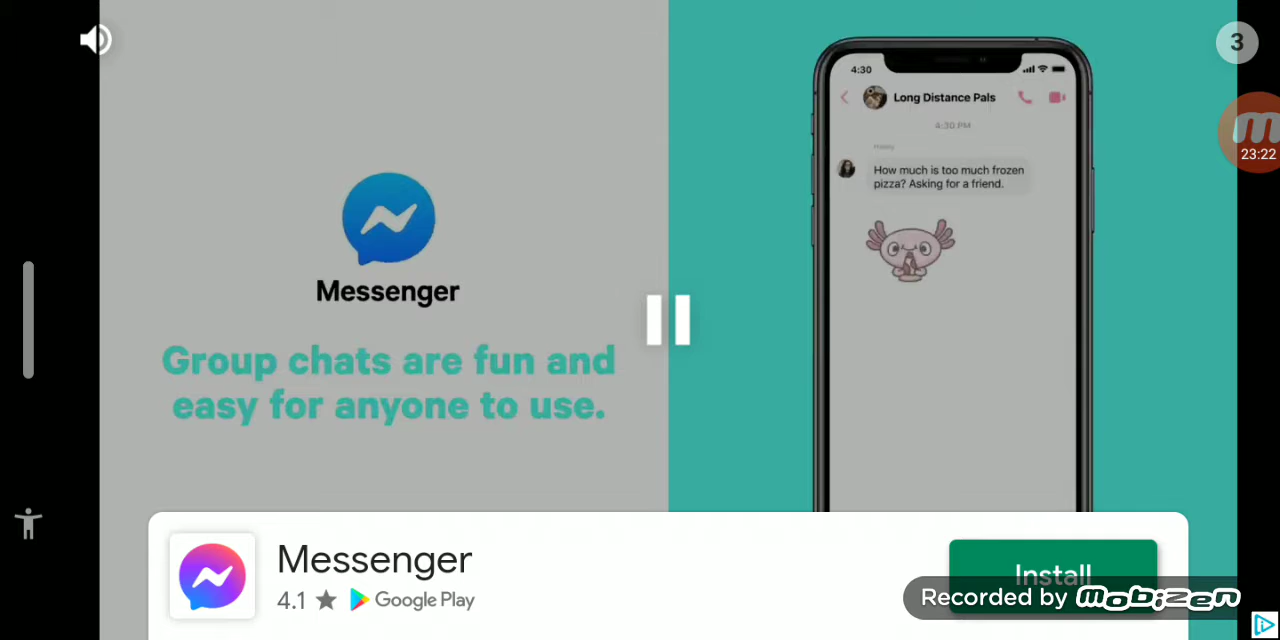 3
23:22
4:30
Long Distance Pals
4:30 PM
How much is too much frozen
pizza? Asking for a friend.
Messenger
Group chats are fun and
easy for anyone to use.
Messenger
4.1 ★ Google Play
Install
Recorded by mobizen